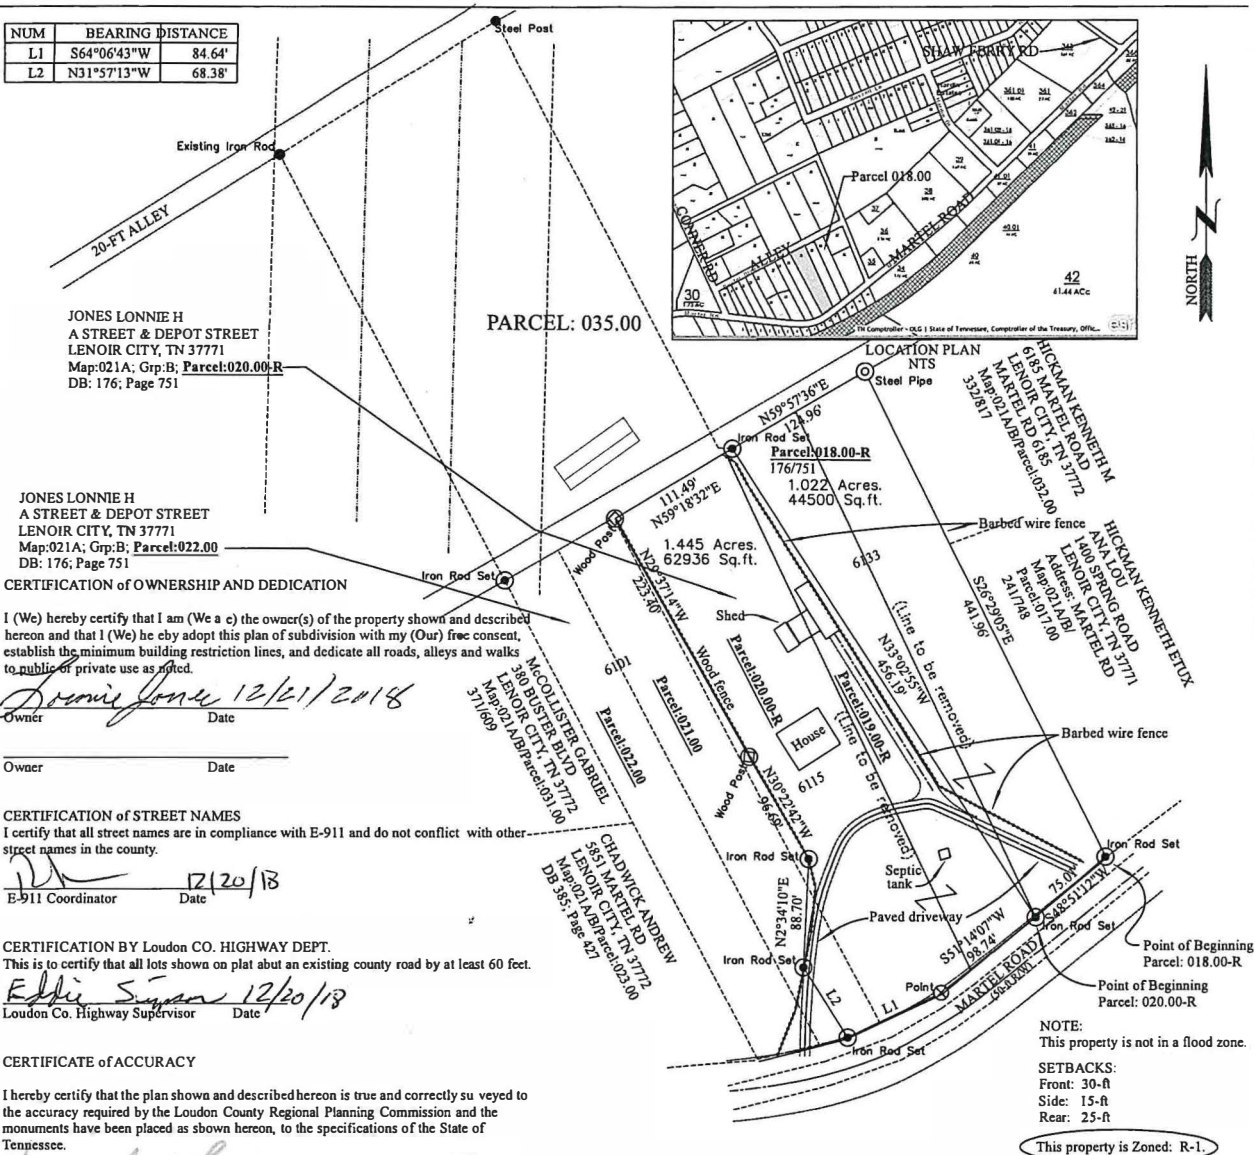 NUM BEARING DISTANCE
L1 S64°06'43"W 84.64'
L2 N31°57'13"W 68.38'
Steel Post
Existing Iron Rod
20-FT ALLEY
SHAW FERRY RD
Parcel 018.00
CONNER RD
ALLEY
MARTEL ROAD
30
42
61.44 ACc
TN Comptroller - OLG | State of Tennessee, Comptroller of the Treasury, Offic...
esri
LOCATION PLAN
NTS
NORTH
JONES LONNIE H
A STREET & DEPOT STREET
LENOIR CITY, TN 37771
Map:021A; Grp:B; Parcel:020.00-R
DB: 176; Page 751
PARCEL: 035.00
JONES LONNIE H
A STREET & DEPOT STREET
LENOIR CITY, TN 37771
Map:021A; Grp:B; Parcel:022.00
DB: 176; Page 751
Steel Pipe
N59°57'36"E
124.96'
Iron Rod Set
Parcel:018.00-R
176/751
1.022 Acres.
44500 Sq.ft.
HICKMAN KENNETH M
6185 MARTEL ROAD
LENOIR CITY, TN 37772
MARTEL RD 6185
Map:021A/B/Parcel:032.00
332/817
HICKMAN KENNETH ETUX
ANA LOU
1400 SPRING ROAD
LENOIR CITY, TN 37771
Address: MARTEL RD
Map:021A/B/
Parcel:017.00
241/748
111.49'
N59°18'32"E
Wood Post
Iron Rod Set
1.445 Acres.
62936 Sq.ft.
Barbed wire fence
6133
N29°37'14"W
223.40'
Shed
Wood fence
(Line to be removed)
S26°29'05"E
441.96'
N33°02'55"W
456.19'
6101
Parcel:020.00-R
Parcel:019.00-R
(Line to be removed)
Parcel:021.00
Parcel:022.00
House
6115
Barbed wire fence
Wood Post
N30°22'42"W
96.69'
McCOLLISTER GABRIEL
380 BUSTER BLVD
LENOIR CITY, TN 37772
Map:021A/B/Parcel:031.00
371/609
CHADWICK ANDREW
5851 MARTEL RD
LENOIR CITY, TN 37772
Map:021A/B/Parcel:023.00
DB 385; Page 427
Iron Rod Set
Septic
tank
N2°34'10"E
88.70'
Paved driveway
Iron Rod Set
75.01'
S48°51'12"W
Iron Rod Set
S51°14'07"W
98.74'
Iron Rod Set
L2
L1
Point
MARTEL ROAD
Iron Rod Set
Point of Beginning
Parcel: 018.00-R
Point of Beginning
Parcel: 020.00-R
NOTE:
This property is not in a flood zone.
SETBACKS:
Front: 30-ft
Side: 15-ft
Rear: 25-ft
This property is Zoned: R-1.
CERTIFICATION of OWNERSHIP AND DEDICATION
I (We) hereby certify that I am (We a e) the owner(s) of the property shown and described
hereon and that I (We) he eby adopt this plan of subdivision with my (Our) free consent,
establish the minimum building restriction lines, and dedicate all roads, alleys and walks
to public or private use as noted.
Lonnie Jones 12/21/2018
Owner Date
Owner Date
CERTIFICATION of STREET NAMES
I certify that all street names are in compliance with E-911 and do not conflict with other
street names in the county.
12/20/18
E-911 Coordinator Date
CERTIFICATION BY Loudon CO. HIGHWAY DEPT.
This is to certify that all lots shown on plat abut an existing county road by at least 60 feet.
Eddie Simpson 12/20/18
Loudon Co. Highway Supervisor Date
CERTIFICATE of ACCURACY
I hereby certify that the plan shown and described hereon is true and correctly su veyed to
the accuracy required by the Loudon County Regional Planning Commission and the
monuments have been placed as shown hereon, to the specifications of the State of
Tennessee.